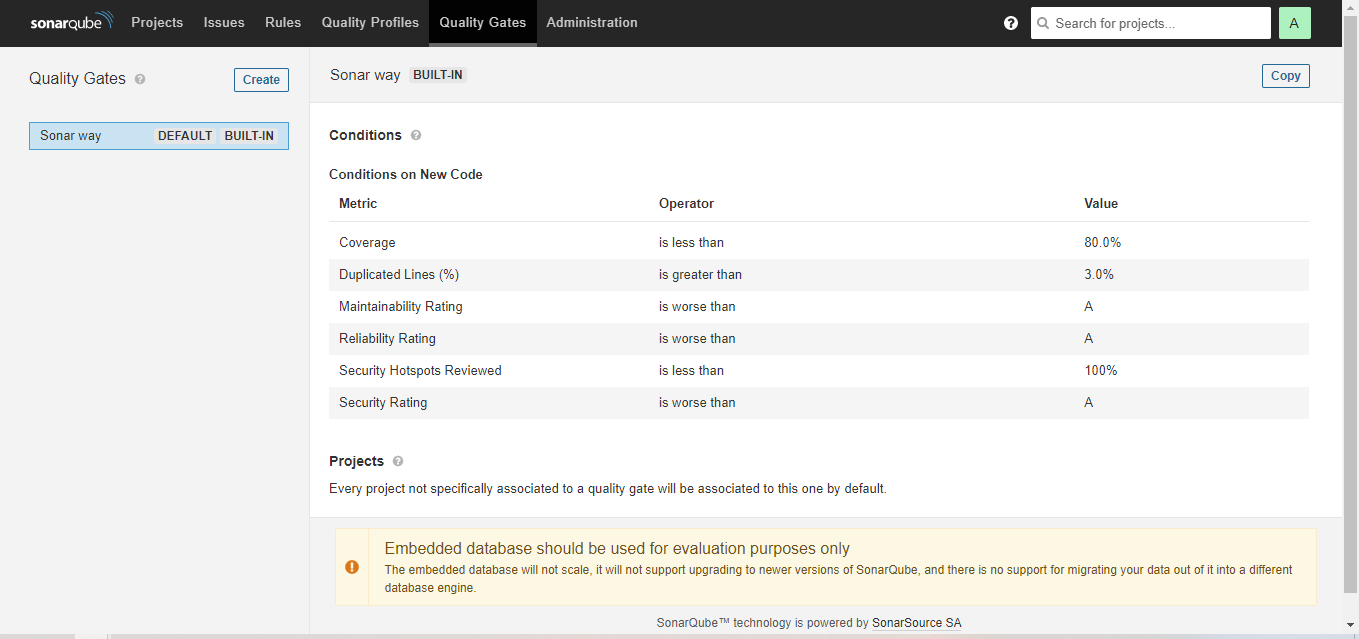 sonarqube Projects Issues Rules Quality Profiles Quality Gates Administration ? Search for projects... A
Quality Gates ? Create
Sonar way DEFAULT BUILT-IN
Sonar way BUILT-IN Copy
Conditions ?
Conditions on New Code
Metric Operator Value
Coverage is less than 80.0%
Duplicated Lines (%) is greater than 3.0%
Maintainability Rating is worse than A
Reliability Rating is worse than A
Security Hotspots Reviewed is less than 100%
Security Rating is worse than A
Projects ?
Every project not specifically associated to a quality gate will be associated to this one by default.
! Embedded database should be used for evaluation purposes only
The embedded database will not scale, it will not support upgrading to newer versions of SonarQube, and there is no support for migrating your data out of it into a different
database engine.
SonarQube™ technology is powered by SonarSource SA